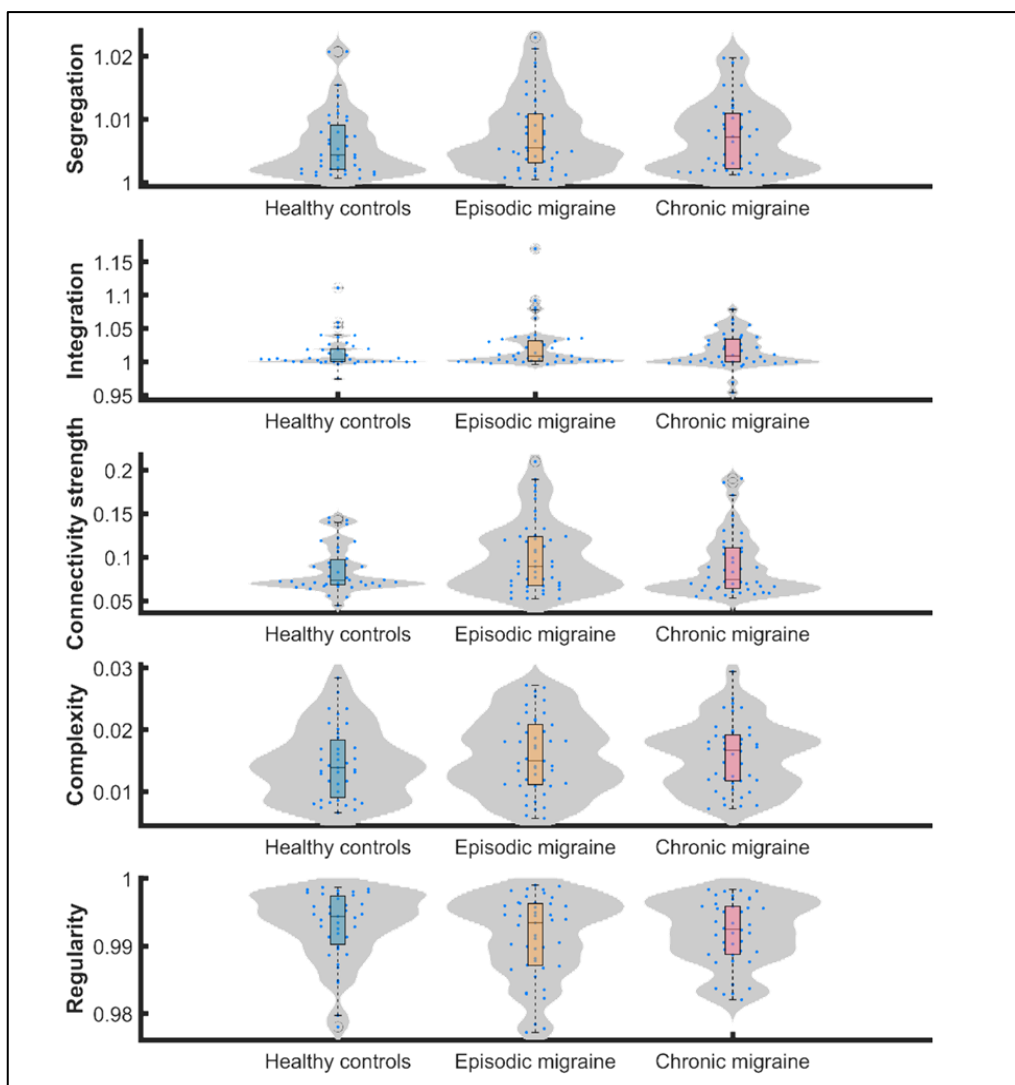 Segregation
1.02
1.01
1
Healthy controls Episodic migraine Chronic migraine
Integration
1.15
1.1
1.05
1
0.95
Healthy controls Episodic migraine Chronic migraine
Connectivity strength
0.2
0.15
0.1
0.05
Healthy controls Episodic migraine Chronic migraine
Complexity
0.03
0.02
0.01
Healthy controls Episodic migraine Chronic migraine
Regularity
1
0.99
0.98
Healthy controls Episodic migraine Chronic migraine